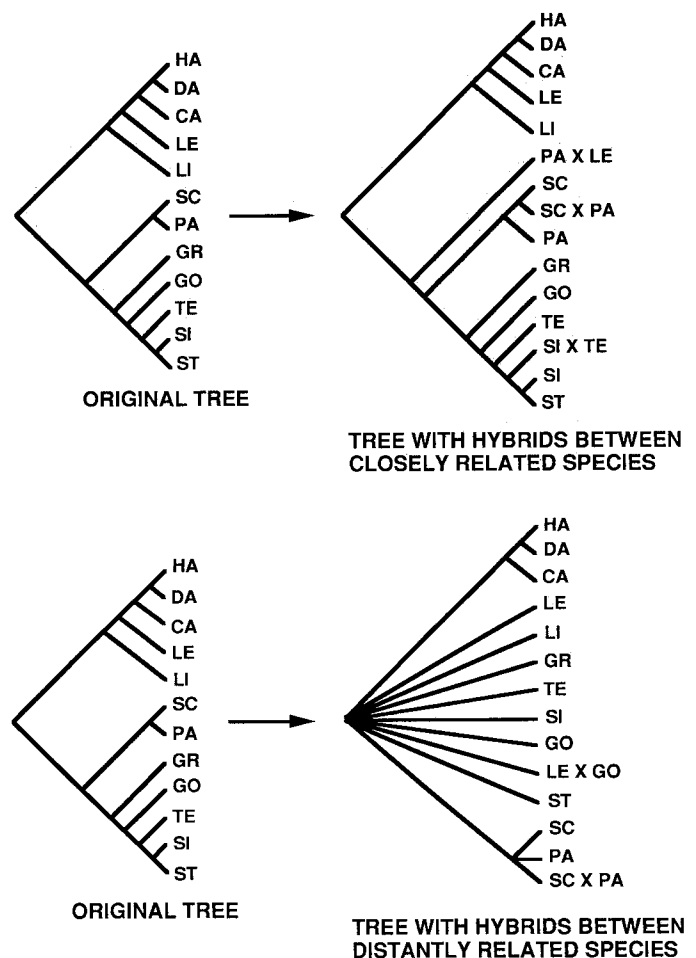 HA
DA
CA
LE
LI
SC
PA
GR
GO
TE
SI
ST
ORIGINAL TREE
HA
DA
CA
LE
LI
PA X LE
SC
SC X PA
PA
GR
GO
TE
SI X TE
SI
ST
TREE WITH HYBRIDS BETWEEN
CLOSELY RELATED SPECIES
HA
DA
CA
LE
LI
SC
PA
GR
GO
TE
SI
ST
ORIGINAL TREE
HA
DA
CA
LE
LI
GR
TE
SI
GO
LE X GO
ST
SC
PA
SC X PA
TREE WITH HYBRIDS BETWEEN
DISTANTLY RELATED SPECIES